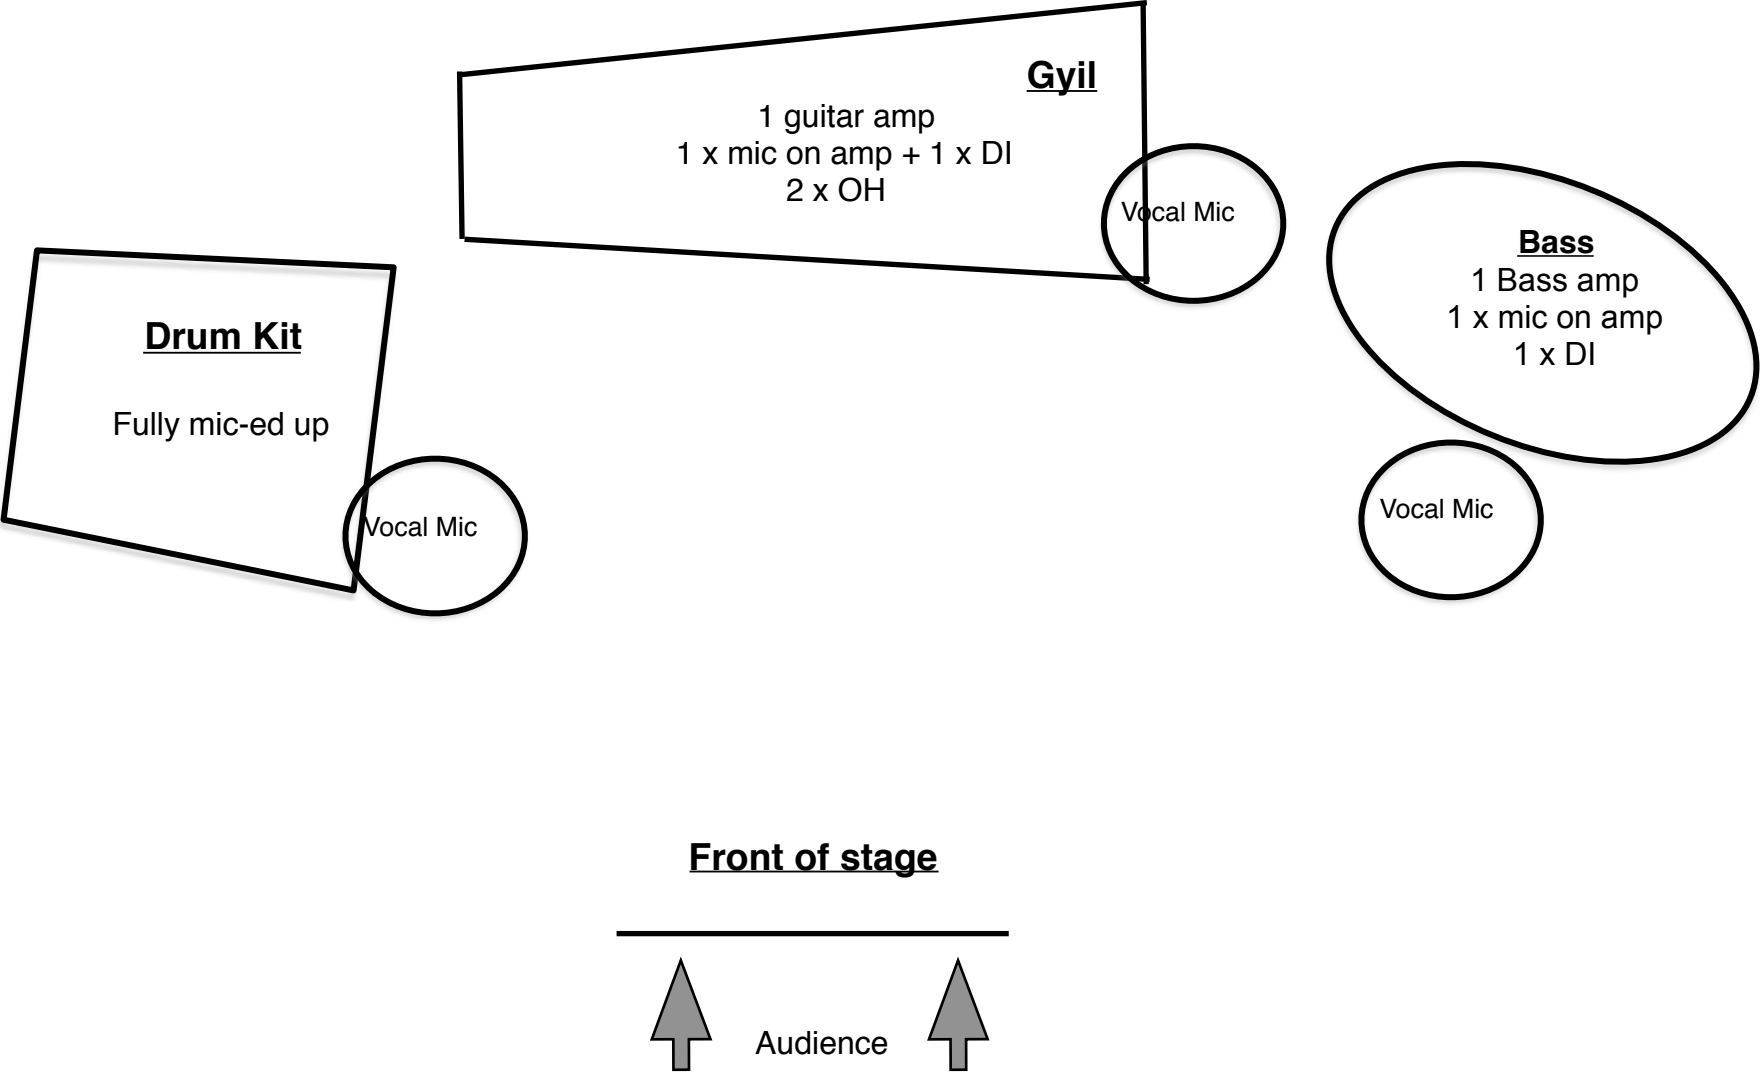 Gyil
1 guitar amp
1 x mic on amp + 1 x DI
2 x OH
Vocal Mic
Bass
1 Bass amp
1 x mic on amp
1 x DI
Vocal Mic
Drum Kit
Fully mic-ed up
Vocal Mic
Front of stage
Audience